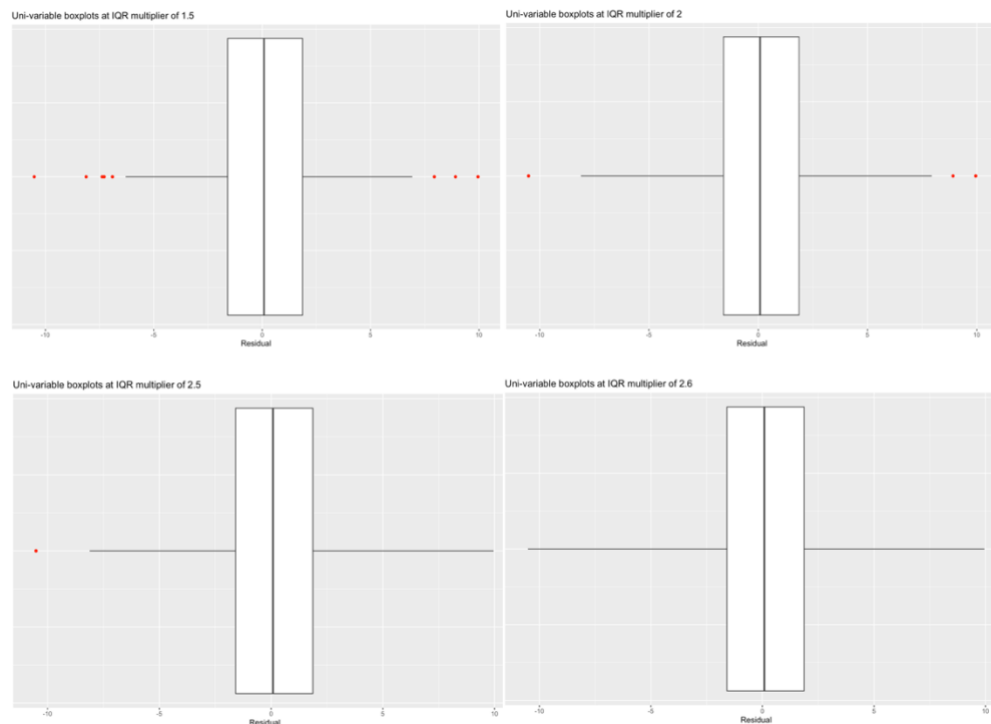 Uni-variable boxplots at IQR multiplier of 1.5
-10 -5 0 5 10
Residual
Uni-variable boxplots at IQR multiplier of 2
-10 -5 0 5 10
Residual
Uni-variable boxplots at IQR multiplier of 2.5
-10 -5 0 5 10
Residual
Uni-variable boxplots at IQR multiplier of 2.6
-10 -5 0 5 10
Residual